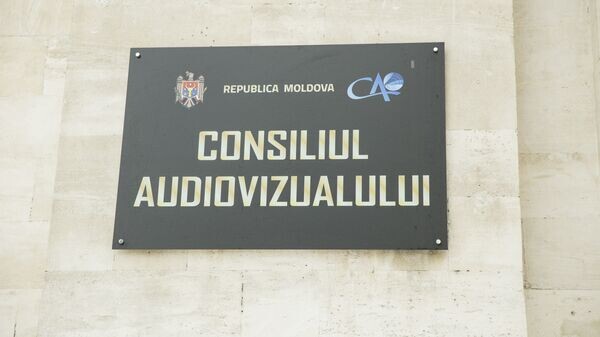 REPUBLICA MOLDOVA
CA
CONSILIUL
AUDIOVIZUALULUI